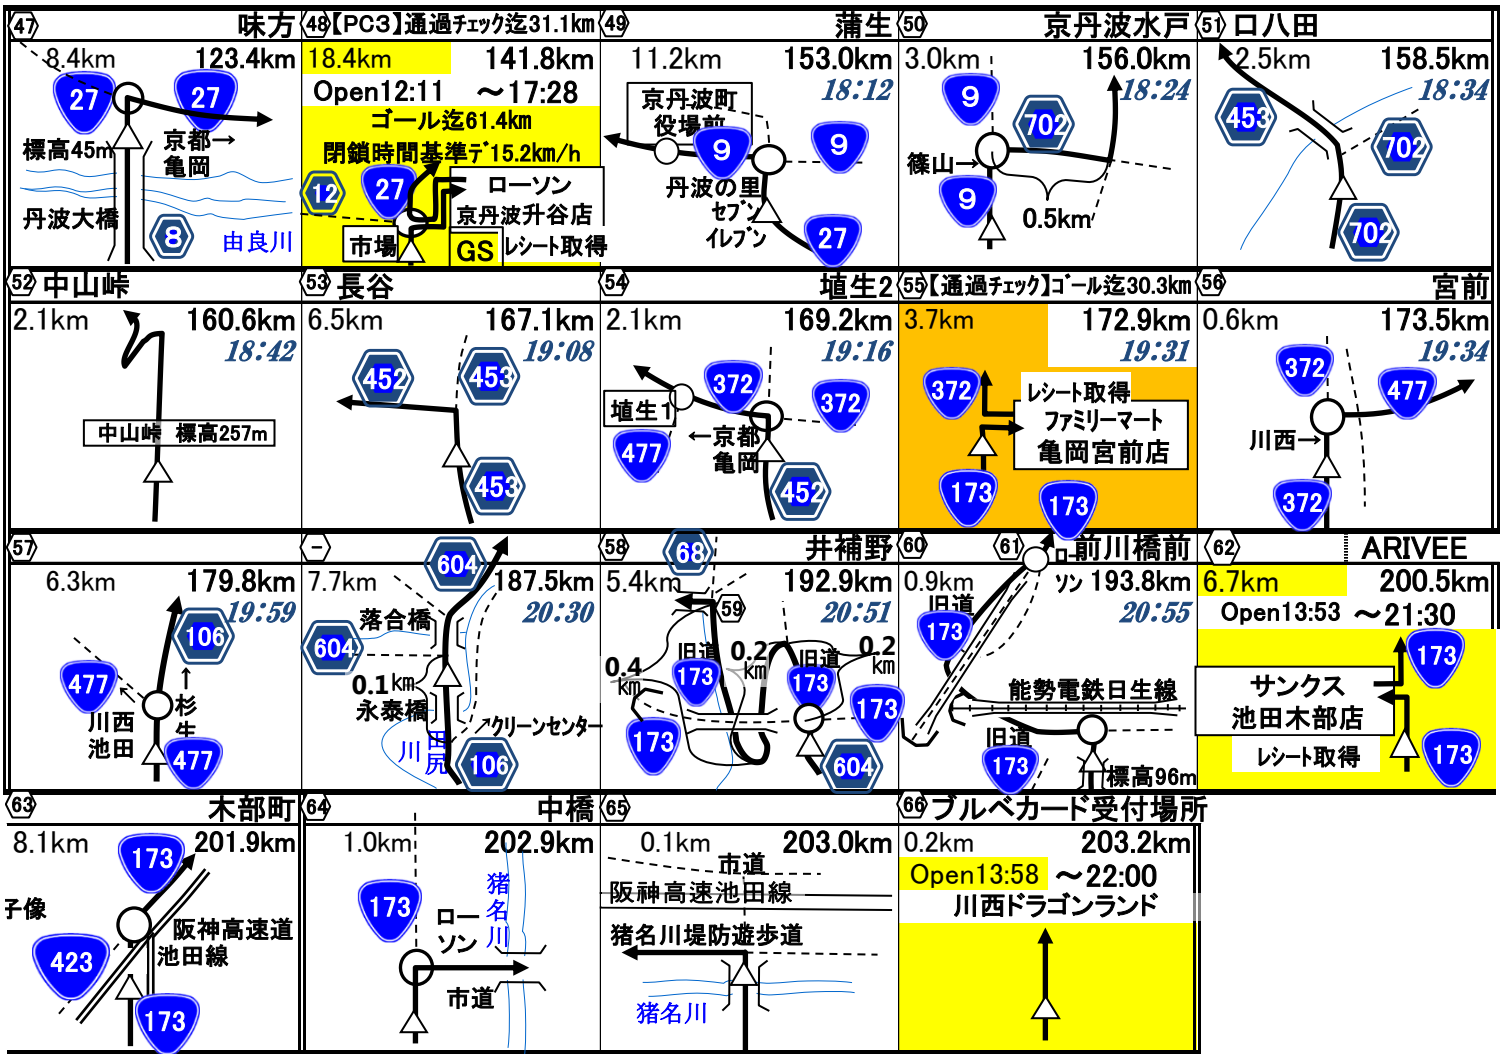 47 味方
8.4km 123.4km
27 27
標高45m 京都→
亀岡
丹波大橋
8 由良川
48 【PC3】通過チェック迄31.1km
18.4km 141.8km
Open12:11 ～17:28
ゴール迄61.4km
閉鎖時間基準ﾃﾞ15.2km/h
12 27
ローソン
京丹波升谷店
市場 GS レシート取得
49 蒲生
11.2km 153.0km
18:12
京丹波町
役場前
9 9
丹波の里
ｾﾌﾞﾝ
ｲﾚﾌﾞﾝ
27
50 京丹波水戸
3.0km 156.0km
18:24
9 702
篠山→
9 0.5km
51 口八田
2.5km 158.5km
18:34
453 702
702
52 中山峠
2.1km 160.6km
18:42
中山峠 標高257m
53 長谷
6.5km 167.1km
19:08
452 453
453
54 埴生2
2.1km 169.2km
19:16
372 372
埴生1
←京都
亀岡
477 452
55 【通過チェック】ｺﾞｰﾙ迄30.3km
3.7km 172.9km
19:31
372 レシート取得
ファミリーマート
亀岡宮前店
173 173
56 宮前
0.6km 173.5km
19:34
372 477
川西→
372
57
6.3km 179.8km
19:59
106
477 ←杉生
川西
池田
477
-
604
7.7km 187.5km
20:30
落合橋
604
0.1km
永泰橋
クリーンセンター
田尻川
106
58 68 井補野
5.4km 192.9km
59 20:51
旧道 0.2km 旧道 0.2km
0.4km 173 173
173 173
604
60 61 前川橋前
0.9km ローソン 193.8km
20:55
旧道
173
能勢電鉄日生線
旧道
173 標高96m
62 ARIVEE
6.7km 200.5km
Open13:53 ～21:30
173
サンクス
池田木部店
レシート取得 173
63 木部町
8.1km 201.9km
173
子像
阪神高速道
池田線
423
173
64 中橋
1.0km 202.9km
173 猪名川
ローソン
市道
65
0.1km 203.0km
市道
阪神高速池田線
猪名川堤防遊歩道
猪名川
66 ブルベカード受付場所
0.2km 203.2km
Open13:58 ～22:00
川西ドラゴンランド